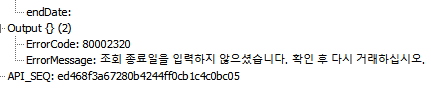 endDate:
Output {} (2)
ErrorCode: 80002320
ErrorMessage: 조회 종료일을 입력하지 않으셨습니다. 확인 후 다시 거래하십시오.
API_SEQ: ed468f3a67280b4244ff0cb1c4c0bc05